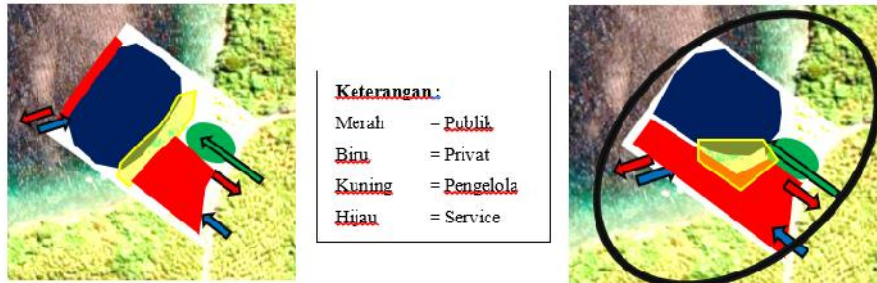 Keterangan :
Merah = Publik
Biru = Privat
Kuning = Pengelola
Hijau = Service